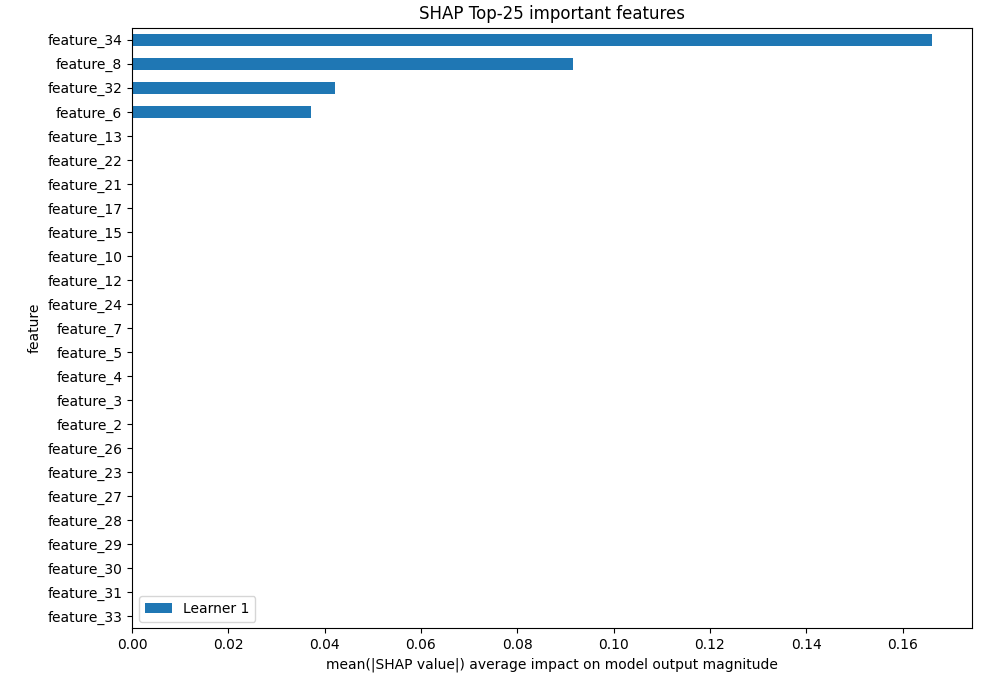 SHAP Top-25 important features
feature_34
feature_8
feature_32
feature_6
feature_13
feature_22
feature_21
feature_17
feature_15
feature_10
feature_12
feature_24
feature_7
feature_5
feature_4
feature_3
feature_2
feature_26
feature_23
feature_27
feature_28
feature_29
feature_30
feature_31
feature_33
feature
Learner 1
0.00 0.02 0.04 0.06 0.08 0.10 0.12 0.14 0.16
mean(|SHAP value|) average impact on model output magnitude